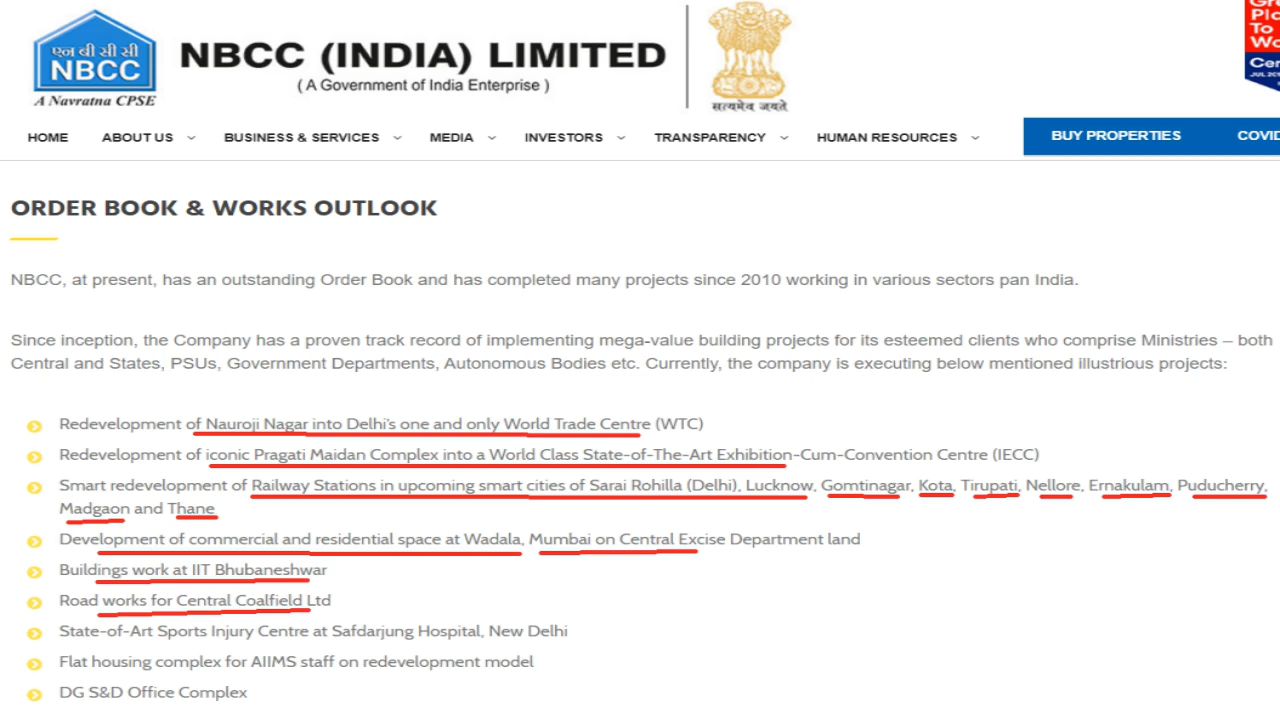 एन बी सी सी
NBCC
A Navratna CPSE
NBCC (INDIA) LIMITED
( A Government of India Enterprise )
सत्यमेव जयते
To
HOME ABOUT US BUSINESS & SERVICES MEDIA INVESTORS TRANSPARENCY HUMAN RESOURCES BUY PROPERTIES COVID
ORDER BOOK & WORKS OUTLOOK
NBCC, at present, has an outstanding Order Book and has completed many projects since 2010 working in various sectors pan India.
Since inception, the Company has a proven track record of implementing mega-value building projects for its esteemed clients who comprise Ministries – both
Central and States, PSUs, Government Departments, Autonomous Bodies etc. Currently, the company is executing below mentioned illustrious projects:
Redevelopment of Nauroji Nagar into Delhi's one and only World Trade Centre (WTC)
Redevelopment of iconic Pragati Maidan Complex into a World Class State-of-The-Art Exhibition-Cum-Convention Centre (IECC)
Smart redevelopment of Railway Stations in upcoming smart cities of Sarai Rohilla (Delhi), Lucknow, Gomtinagar, Kota, Tirupati, Nellore, Ernakulam, Puducherry,
Madgaon and Thane
Development of commercial and residential space at Wadala, Mumbai on Central Excise Department land
Buildings work at IIT Bhubaneshwar
Road works for Central Coalfield Ltd
State-of-Art Sports Injury Centre at Safdarjung Hospital, New Delhi
Flat housing complex for AIIMS staff on redevelopment model
DG S&D Office Complex